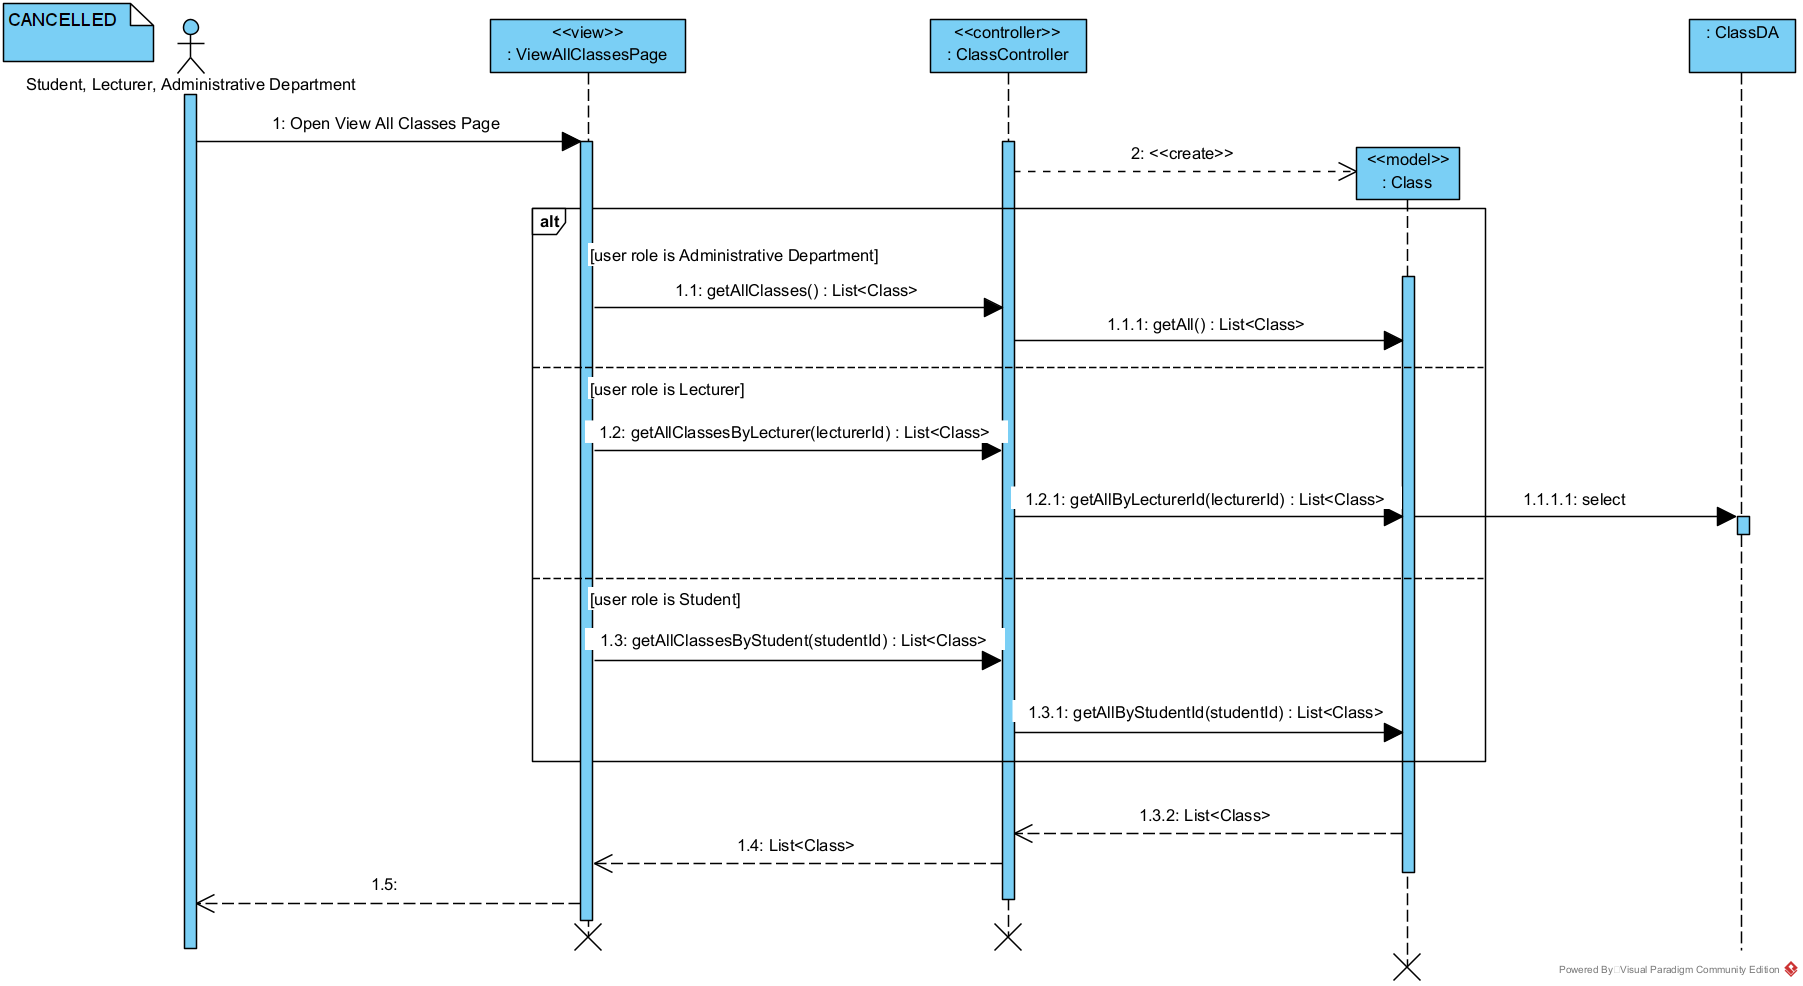 CANCELLED
Student, Lecturer, Administrative Department
<<view>>
: ViewAllClassesPage
<<controller>>
: ClassController
: ClassDA
1: Open View All Classes Page
2: <<create>>
<<model>>
: Class
alt
[user role is Administrative Department]
1.1: getAllClasses() : List<Class>
1.1.1: getAll() : List<Class>
[user role is Lecturer]
1.2: getAllClassesByLecturer(lecturerId) : List<Class>
1.2.1: getAllByLecturerId(lecturerId) : List<Class>
1.1.1.1: select
[user role is Student]
1.3: getAllClassesByStudent(studentId) : List<Class>
1.3.1: getAllByStudentId(studentId) : List<Class>
1.3.2: List<Class>
1.4: List<Class>
1.5:
Powered By Visual Paradigm Community Edition